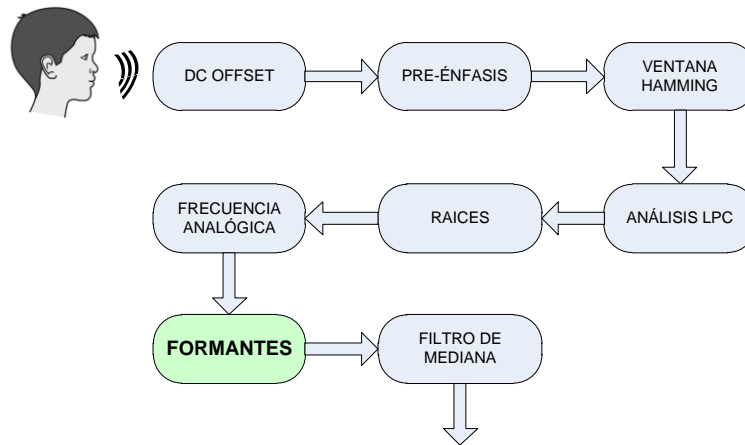 DC OFFSET
PRE-ÉNFASIS
VENTANA
HAMMING
ANÁLISIS LPC
RAICES
FRECUENCIA
ANALÓGICA
FORMANTES
FILTRO DE
MEDIANA